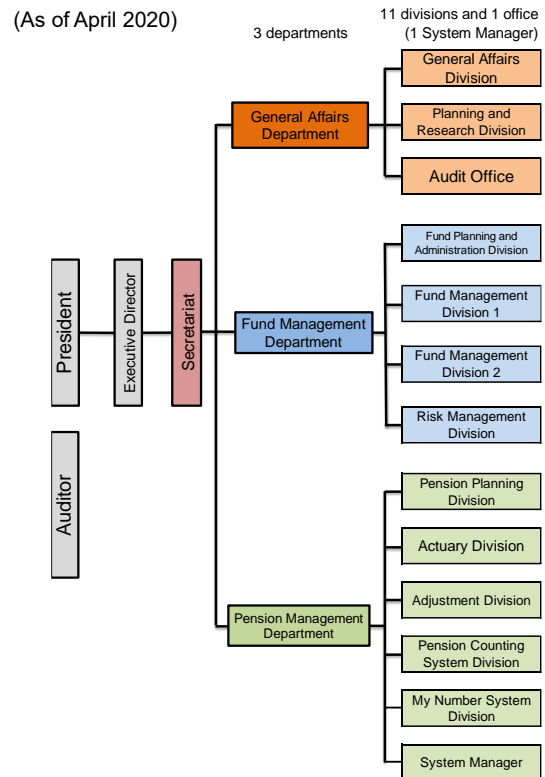 (As of April 2020)
3 departments
11 divisions and 1 office
(1 System Manager)
President
Auditor
Executive Director
Secretariat
General Affairs
Department
General Affairs
Division
Planning and
Research Division
Audit Office
Fund Management
Department
Fund Planning and
Administration Division
Fund Management
Division 1
Fund Management
Division 2
Risk Management
Division
Pension Management
Department
Pension Planning
Division
Actuary Division
Adjustment Division
Pension Counting
System Division
My Number System
Division
System Manager